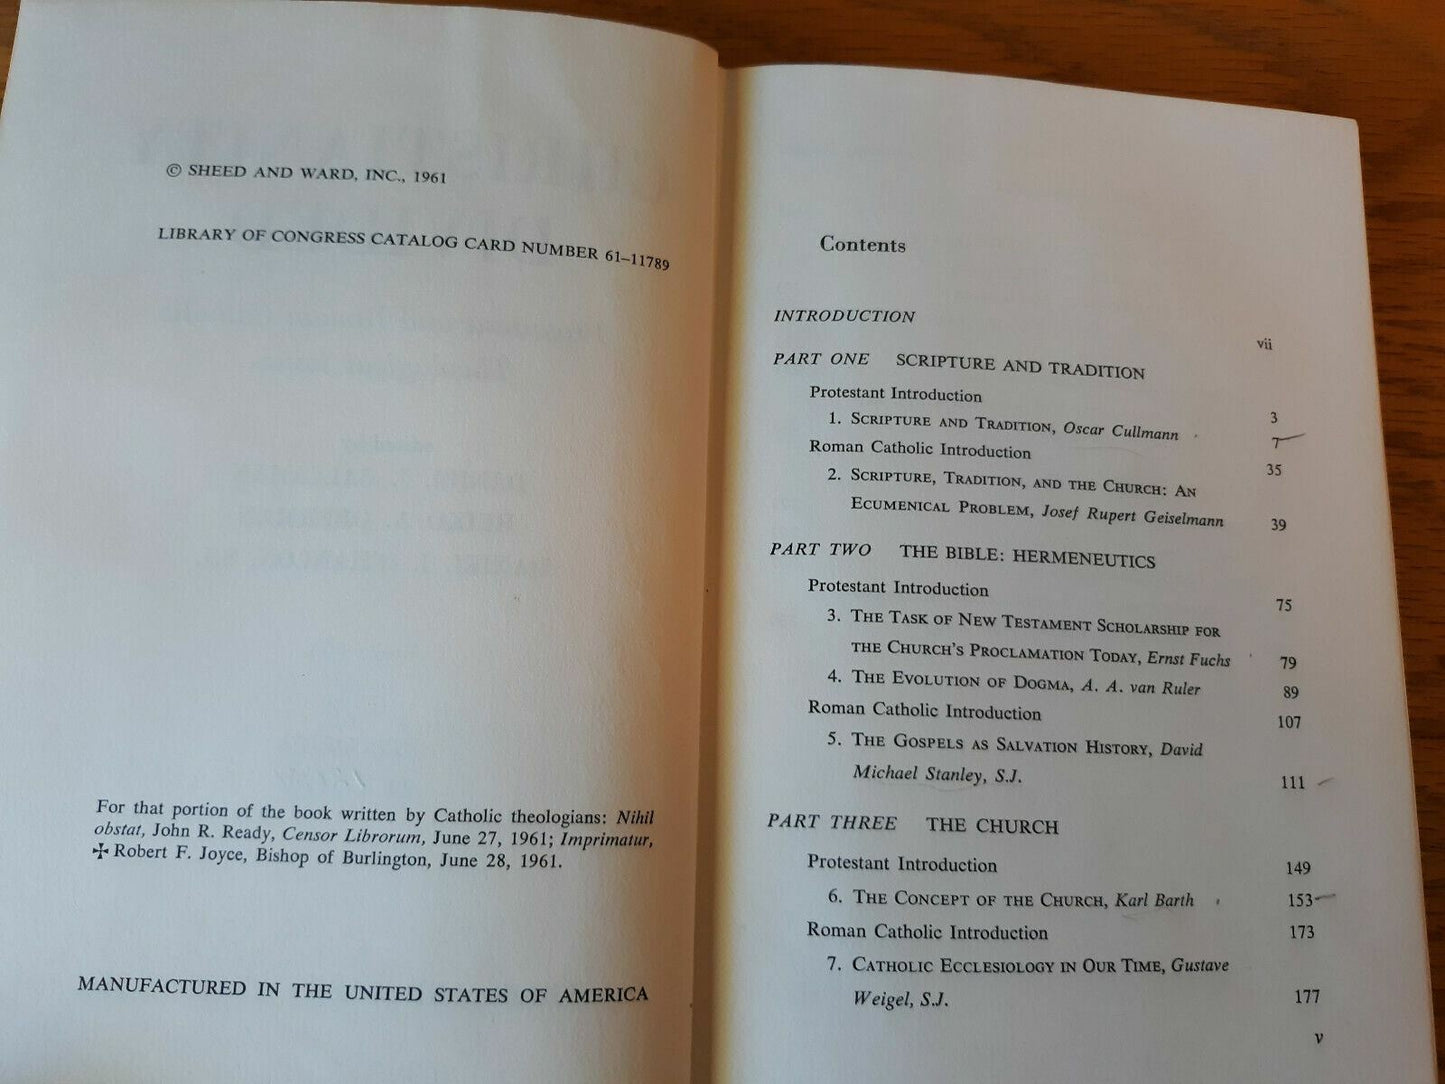 © SHEED AND WARD, INC., 1961
LIBRARY OF CONGRESS CATALOG CARD NUMBER 61–11789
For that portion of the book written by Catholic theologians: Nihil
obstat, John R. Ready, Censor Librorum, June 27, 1961; Imprimatur,
✠ Robert F. Joyce, Bishop of Burlington, June 28, 1961.
MANUFACTURED IN THE UNITED STATES OF AMERICA
Contents
INTRODUCTION vii
PART ONE SCRIPTURE AND TRADITION
Protestant Introduction 3
1. SCRIPTURE AND TRADITION, Oscar Cullmann 7
Roman Catholic Introduction 35
2. SCRIPTURE, TRADITION, AND THE CHURCH: AN
ECUMENICAL PROBLEM, Josef Rupert Geiselmann 39
PART TWO THE BIBLE: HERMENEUTICS
Protestant Introduction 75
3. THE TASK OF NEW TESTAMENT SCHOLARSHIP FOR
THE CHURCH'S PROCLAMATION TODAY, Ernst Fuchs 79
4. THE EVOLUTION OF DOGMA, A. A. van Ruler 89
Roman Catholic Introduction 107
5. THE GOSPELS AS SALVATION HISTORY, David
Michael Stanley, S.J. 111
PART THREE THE CHURCH
Protestant Introduction 149
6. THE CONCEPT OF THE CHURCH, Karl Barth 153
Roman Catholic Introduction 173
7. CATHOLIC ECCLESIOLOGY IN OUR TIME, Gustave
Weigel, S.J. 177
v